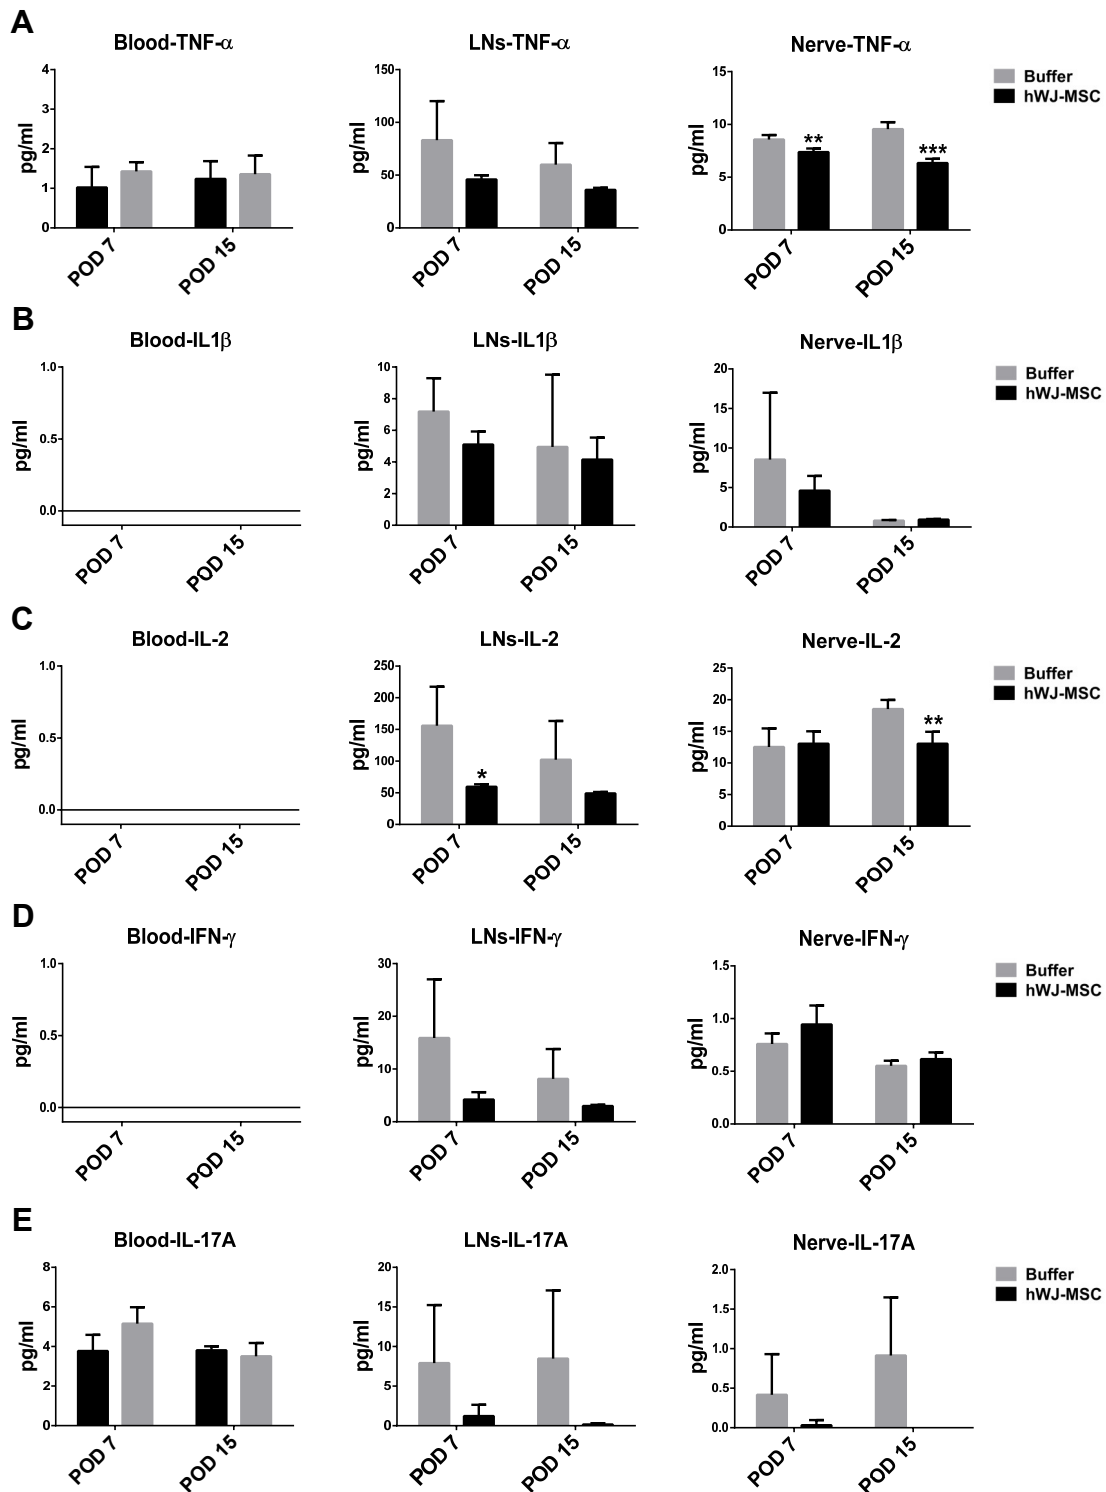 A
Blood-TNF-α
LNs-TNF-α
Nerve-TNF-α
pg/ml
4
3
2
1
0
POD 7
POD 15
pg/ml
150
100
50
0
POD 7
POD 15
pg/ml
15
10
5
0
**
***
POD 7
POD 15
Buffer
hWJ-MSC
B
Blood-IL1β
LNs-IL1β
Nerve-IL1β
pg/ml
1.0
0.5
0.0
POD 7
POD 15
pg/ml
10
8
6
4
2
0
POD 7
POD 15
pg/ml
20
15
10
5
0
POD 7
POD 15
Buffer
hWJ-MSC
C
Blood-IL-2
LNs-IL-2
Nerve-IL-2
pg/ml
1.0
0.5
0.0
POD 7
POD 15
pg/ml
250
200
150
100
50
0
*
POD 7
POD 15
pg/ml
25
20
15
10
5
0
**
POD 7
POD 15
Buffer
hWJ-MSC
D
Blood-IFN-γ
LNs-IFN-γ
Nerve-IFN-γ
pg/ml
1.0
0.5
0.0
POD 7
POD 15
pg/ml
30
20
10
0
POD 7
POD 15
pg/ml
1.5
1.0
0.5
0.0
POD 7
POD 15
Buffer
hWJ-MSC
E
Blood-IL-17A
LNs-IL-17A
Nerve-IL-17A
pg/ml
8
6
4
2
0
POD 7
POD 15
pg/ml
20
15
10
5
0
POD 7
POD 15
pg/ml
2.0
1.5
1.0
0.5
0.0
POD 7
POD 15
Buffer
hWJ-MSC